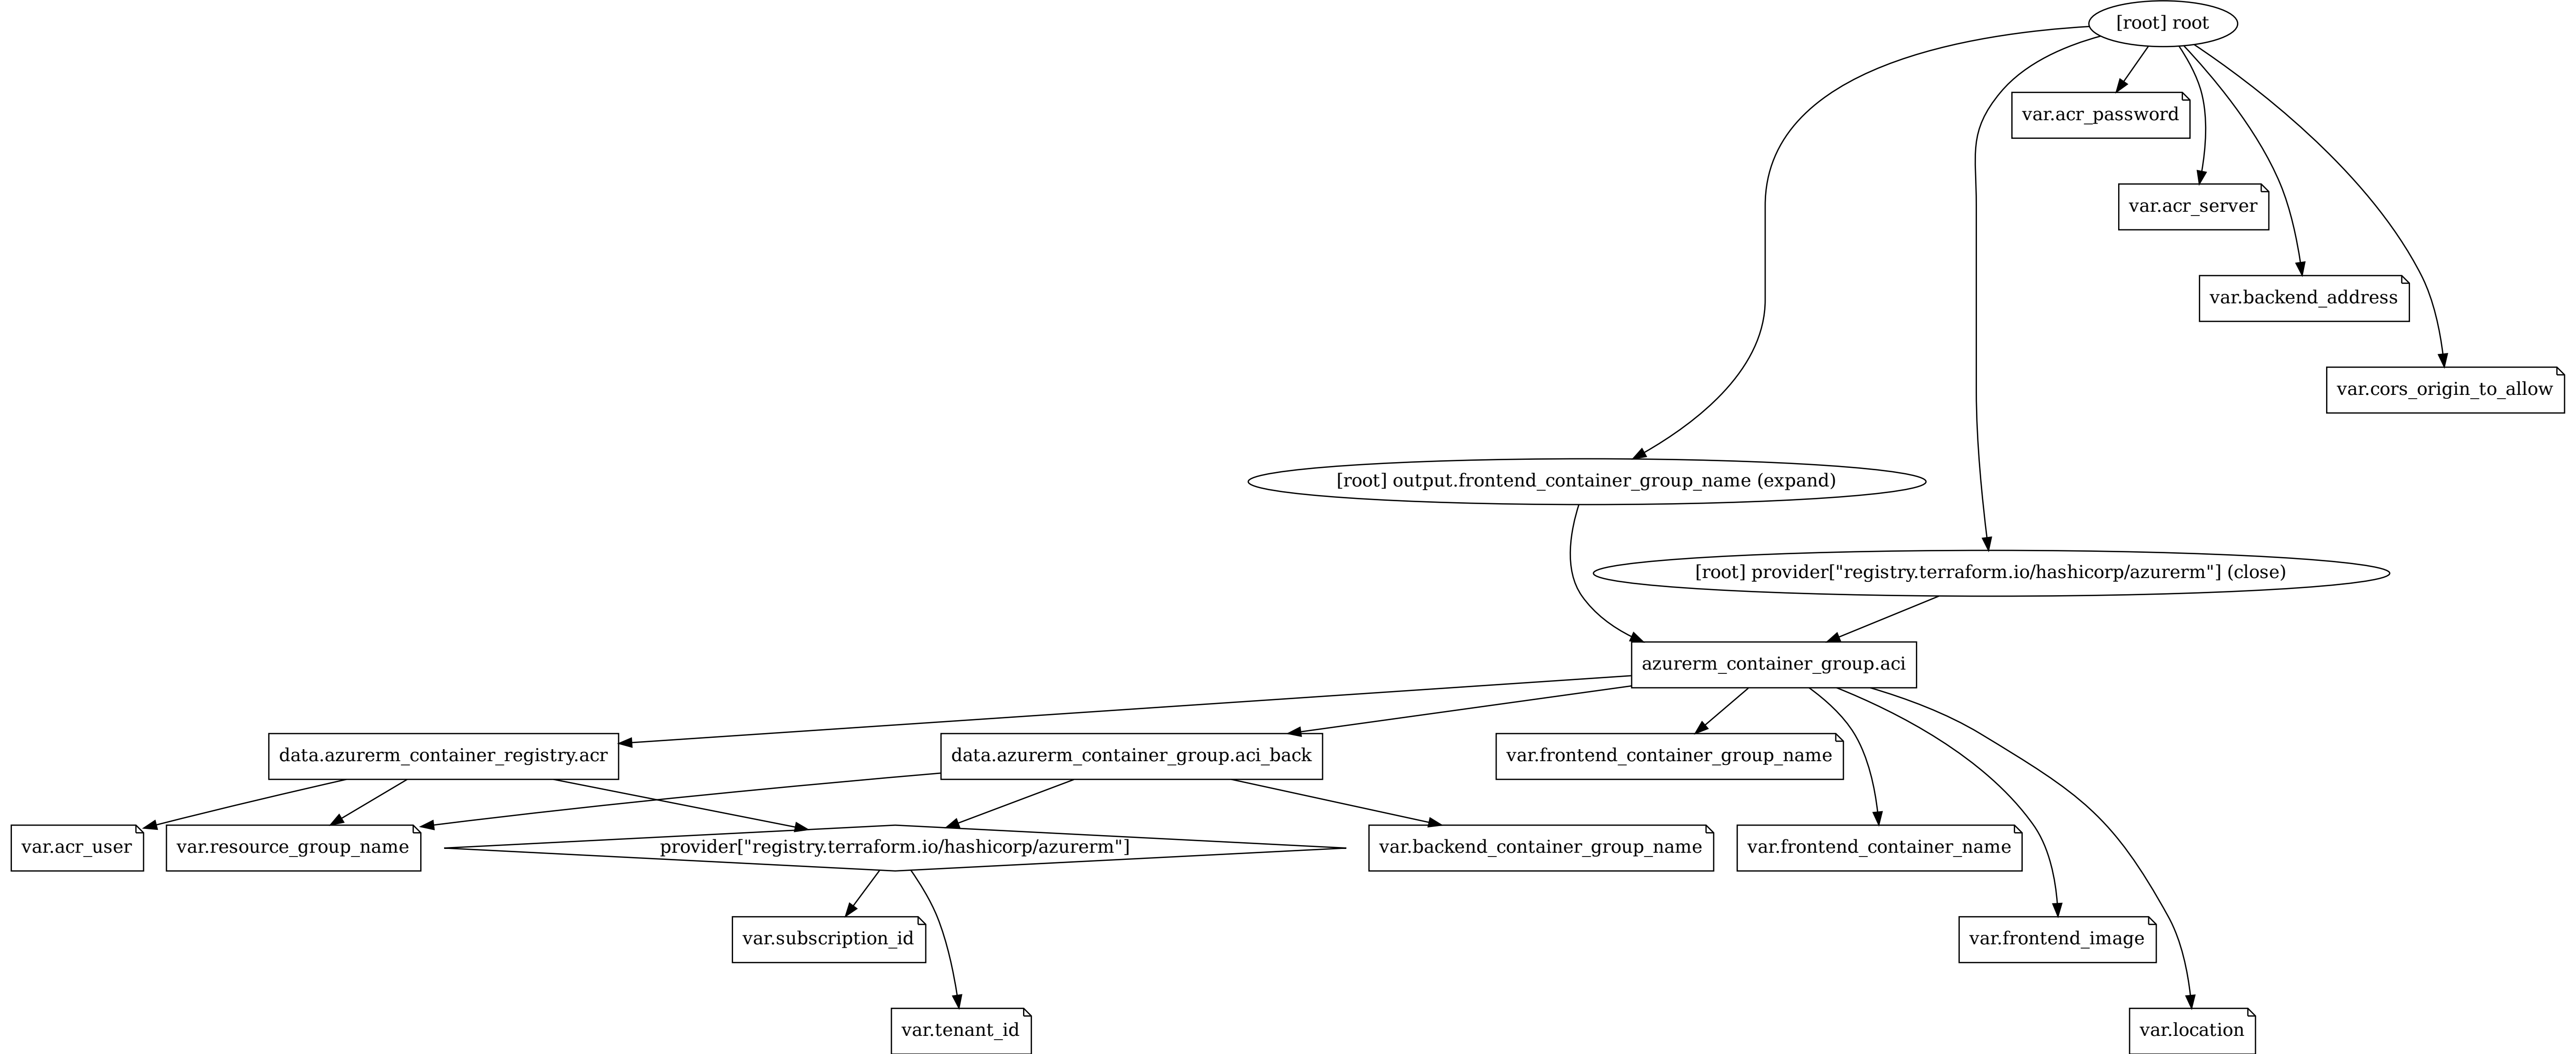 [root] root
var.acr_password
var.acr_server
var.backend_address
var.cors_origin_to_allow
[root] output.frontend_container_group_name (expand)
[root] provider[\"registry.terraform.io/hashicorp/azurerm\"] (close)
azurerm_container_group.aci
data.azurerm_container_registry.acr
data.azurerm_container_group.aci_back
var.frontend_container_group_name
var.acr_user
var.resource_group_name
provider[\"registry.terraform.io/hashicorp/azurerm\"]
var.backend_container_group_name
var.frontend_container_name
var.subscription_id
var.frontend_image
var.tenant_id
var.location